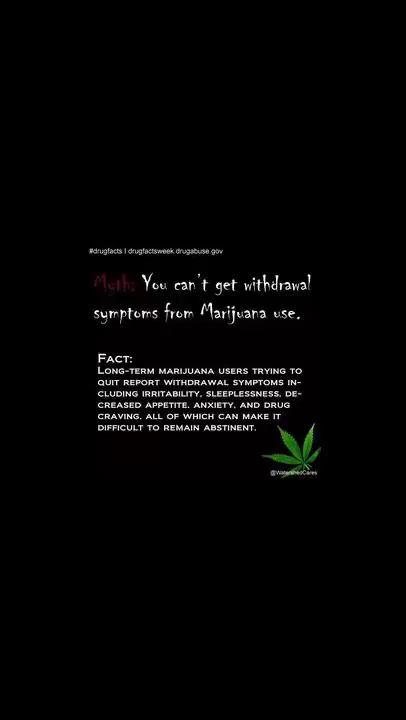 #drugfacts I drugfactsweek.drugabuse.gov
Myth: You can't get withdrawal
symptoms from Marijuana use.
FACT:
LONG-TERM MARIJUANA USERS TRYING TO
QUIT REPORT WITHDRAWAL SYMPTOMS IN-
CLUDING IRRITABILITY, SLEEPLESSNESS, DE-
CREASED APPETITE, ANXIETY, AND DRUG
CRAVING, ALL OF WHICH CAN MAKE IT
DIFFICULT TO REMAIN ABSTINENT.
@WatershedCares